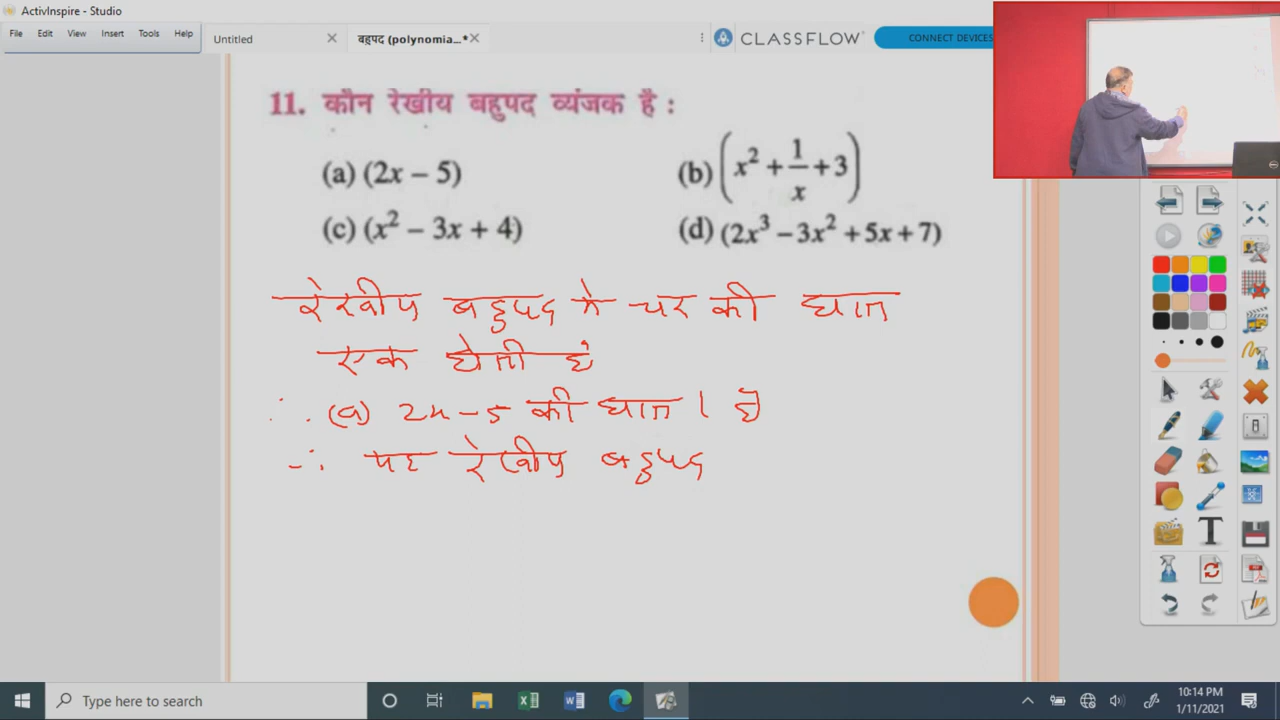 ActivInspire - Studio
File Edit View Insert Tools Help
Untitled
बहुपद (polynomia...*
CLASSFLOW
CONNECT DEVICES
11. कौन रेखीय बहुपद व्यंजक है :
(a) (2x – 5)
(b) (x² + 1/x + 3)
(c) (x² – 3x + 4)
(d) (2x³ – 3x² + 5x + 7)
रेखीय बहुपद में चर की घात
एक होती है
∴ (a) 2x – 5 की घात 1 है
∴ यह रेखीय बहुपद
Type here to search
10:14 PM
1/11/2021